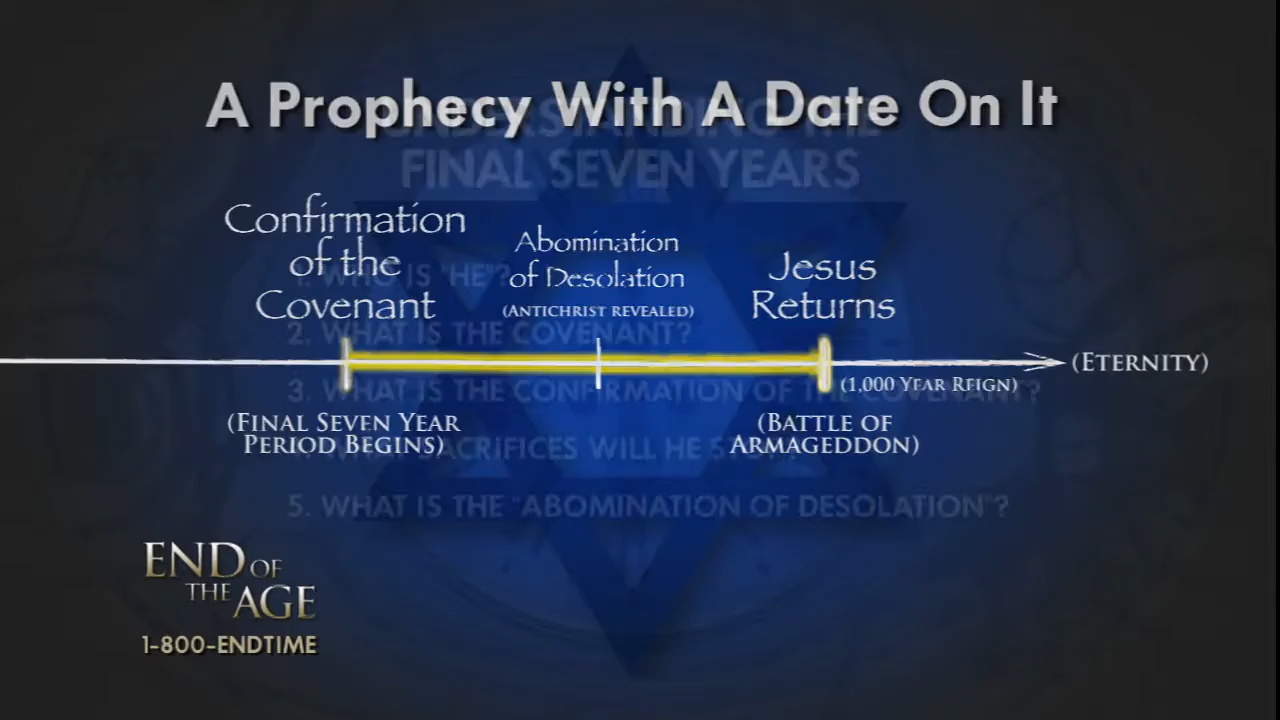 A Prophecy With A Date On It
UNDERSTANDING THE
FINAL SEVEN YEARS
Confirmation
of the
Covenant
Abomination
of Desolation
(Antichrist revealed)
Jesus
Returns
1. WHO IS "HE"?
2. WHAT IS THE COVENANT?
(Eternity)
(1,000 Year Reign)
3. WHAT IS THE CONFIRMATION OF THE COVENANT?
(Final Seven Year
Period Begins)
(Battle of
Armageddon)
SACRIFICES WILL HE
5. WHAT IS THE "ABOMINATION OF DESOLATION"?
END OF
THE AGE
1-800-ENDTIME